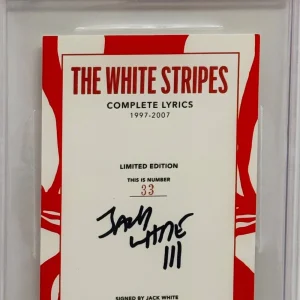 THE WHITE STRIPES
COMPLETE LYRICS
1997-2007
LIMITED EDITION
THIS IS NUMBER
33
JACK
WHITE
III
SIGNED BY JACK WHITE